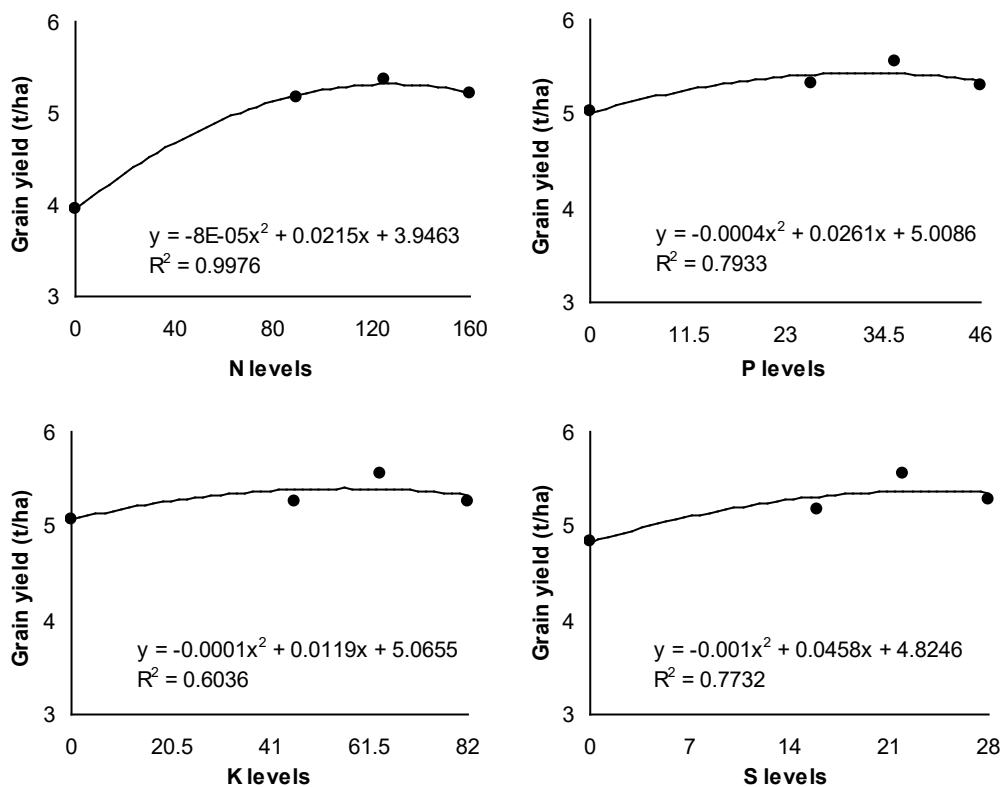 6
5
4
3
Grain yield (t/ha)
y = -8E-05x² + 0.0215x + 3.9463
R² = 0.9976
0 40 80 120 160
N levels
6
5
4
3
Grain yield (t/ha)
y = -0.0004x² + 0.0261x + 5.0086
R² = 0.7933
0 11.5 23 34.5 46
P levels
6
5
4
3
Grain yield (t/ha)
y = -0.0001x² + 0.0119x + 5.0655
R² = 0.6036
0 20.5 41 61.5 82
K levels
6
5
4
3
Grain yield (t/ha)
y = -0.001x² + 0.0458x + 4.8246
R² = 0.7732
0 7 14 21 28
S levels